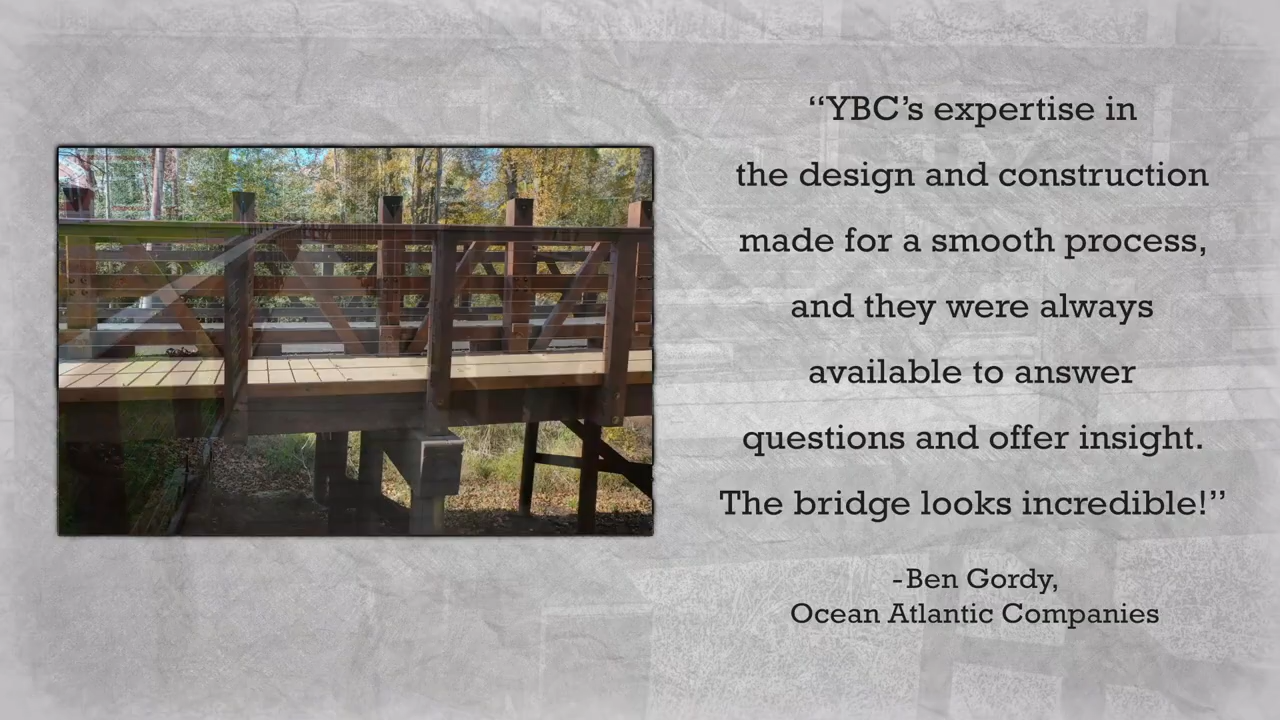 “YBC’s expertise in
the design and construction
made for a smooth process,
and they were always
available to answer
questions and offer insight.
The bridge looks incredible!”
-Ben Gordy,
Ocean Atlantic Companies